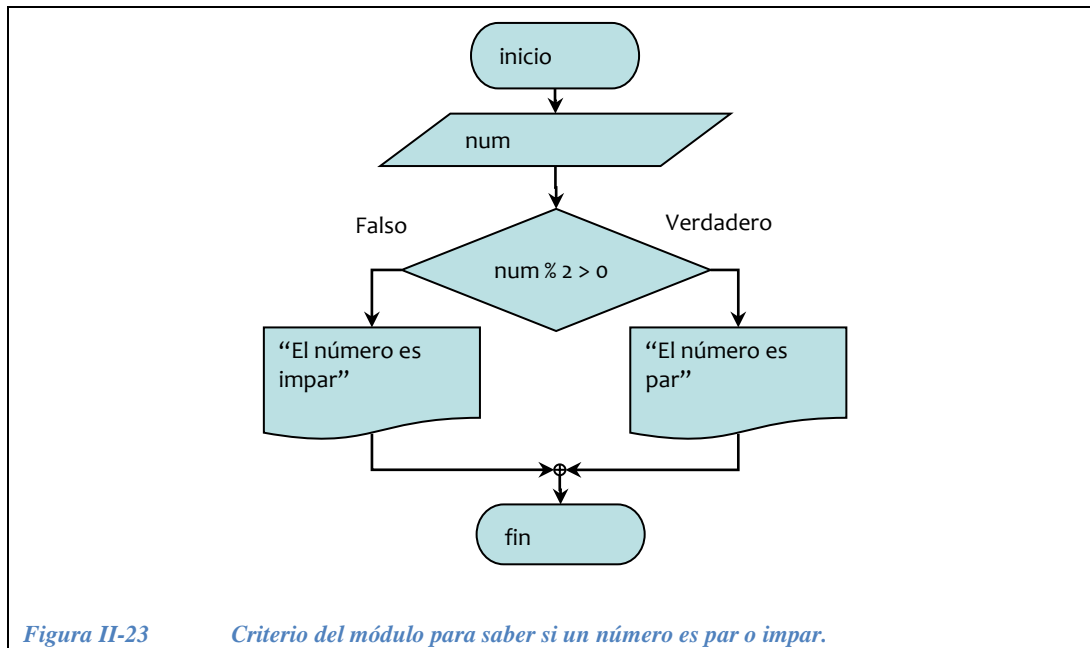 inicio
num
Falso
Verdadero
num % 2 > 0
“El número es
impar”
“El número es
par”
fin
Figura II-23 Criterio del módulo para saber si un número es par o impar.